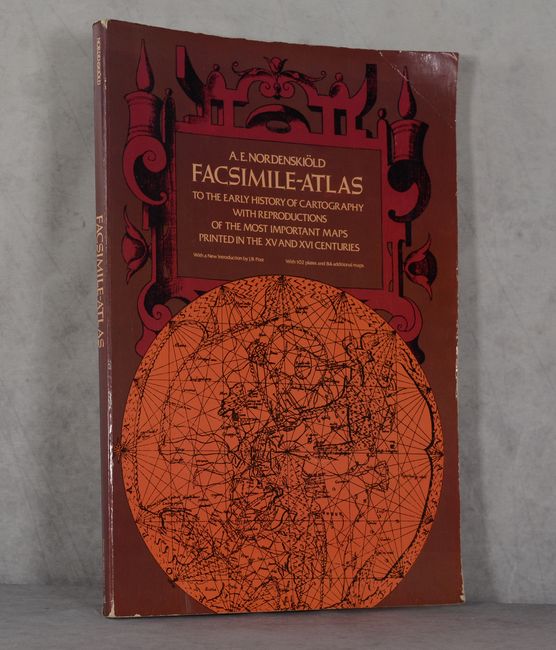 A. E. NORDENSKIÖLD
FACSIMILE-ATLAS
TO THE EARLY HISTORY OF CARTOGRAPHY
WITH REPRODUCTIONS
OF THE MOST IMPORTANT MAPS
PRINTED IN THE XV AND XVI CENTURIES
With a New Introduction by J.B. Post
With 102 plates and 84 additional maps
NORDENSKIÖLD
FACSIMILE-ATLAS